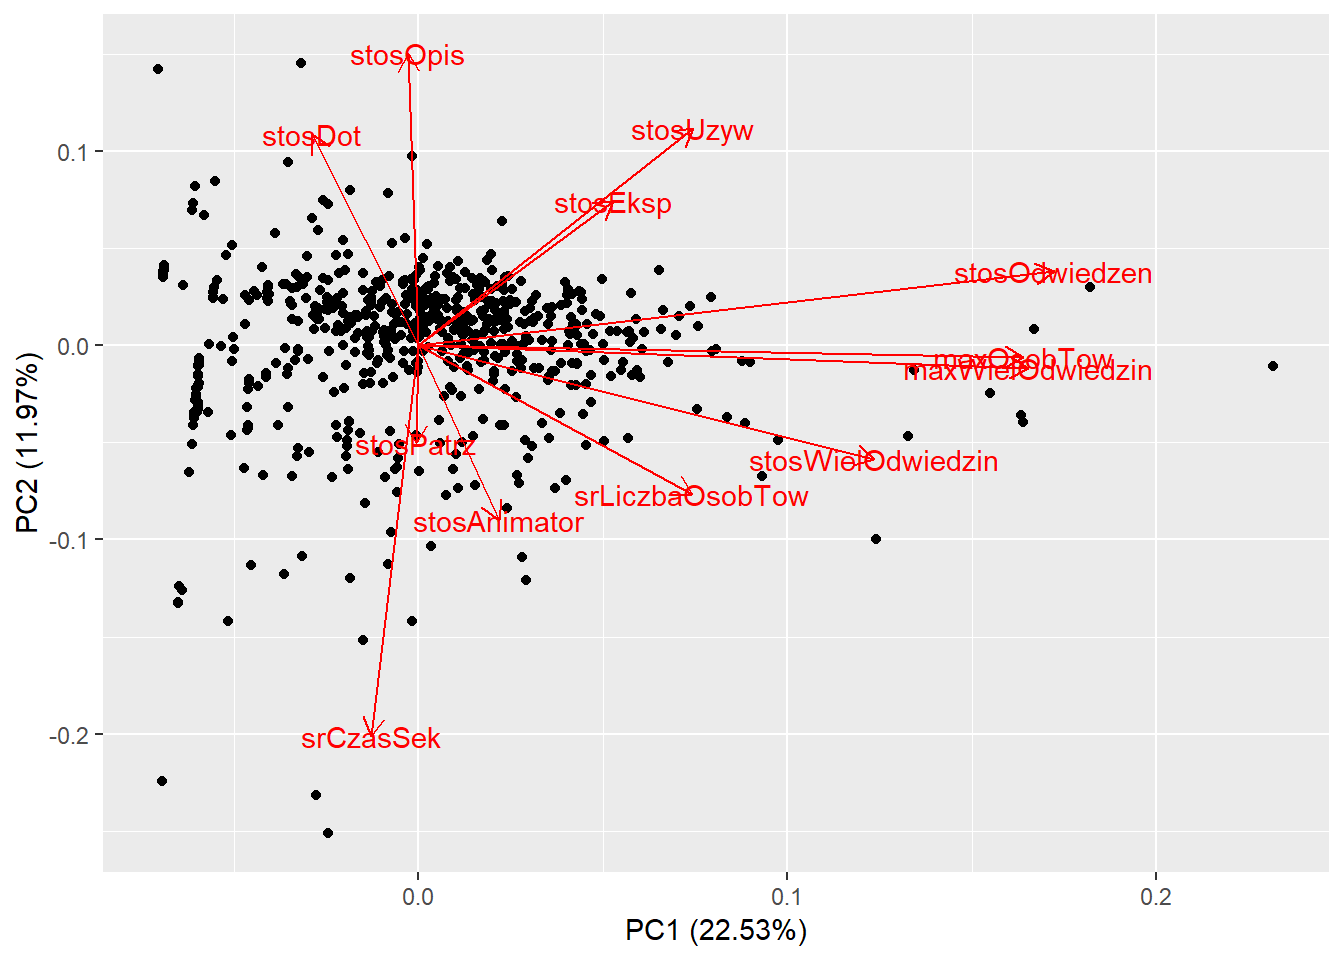 stosOpis
stosDot
stosUzyw
stosEksp
stosOdwiedzen
maxOsobTow
maxWielOdwiedzin
stosPatrz
stosWielOdwiedzin
srLiczbaOsobTow
stosAnimator
srCzasSek
0.1
0.0
-0.1
-0.2
PC2 (11.97%)
0.0
0.1
0.2
PC1 (22.53%)